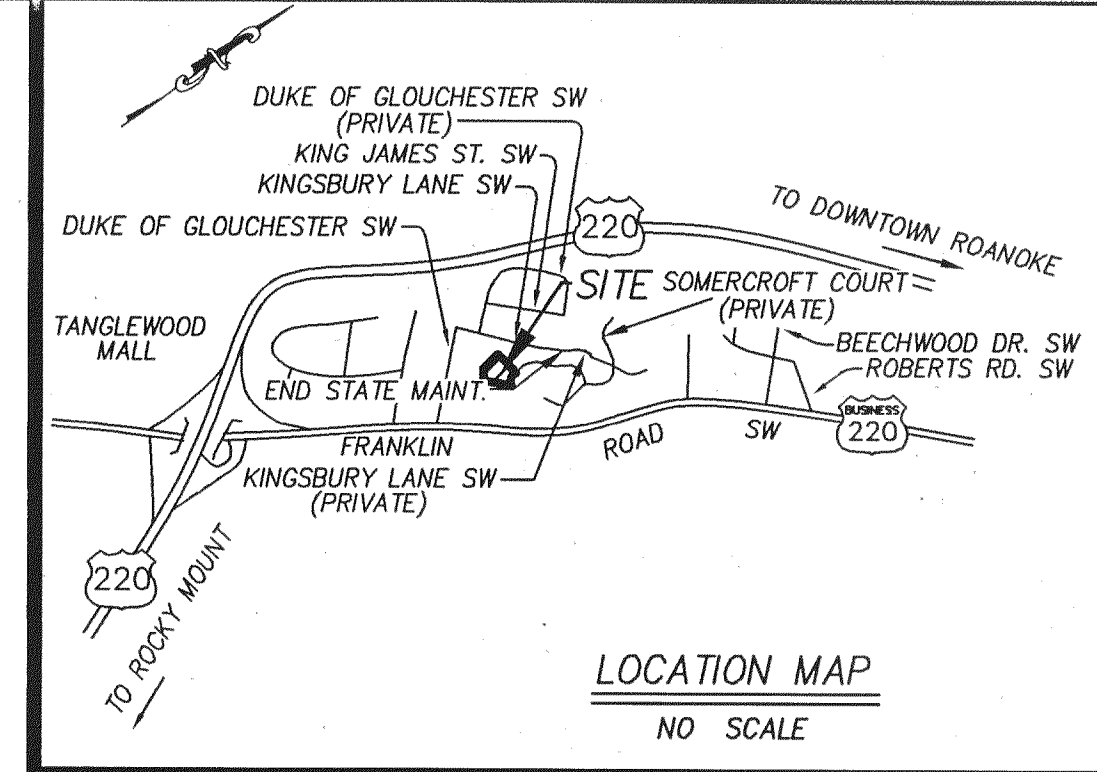 DUKE OF GLOUCHESTER SW
(PRIVATE)
KING JAMES ST. SW
KINGSBURY LANE SW
DUKE OF GLOUCHESTER SW
220
TO DOWNTOWN ROANOKE
SITE
SOMERCROFT COURT
(PRIVATE)
TANGLEWOOD
MALL
BEECHWOOD DR. SW
ROBERTS RD. SW
END STATE MAINT.
BUSINESS
220
FRANKLIN ROAD SW
KINGSBURY LANE SW
(PRIVATE)
220
TO ROCKY MOUNT
LOCATION MAP
NO SCALE